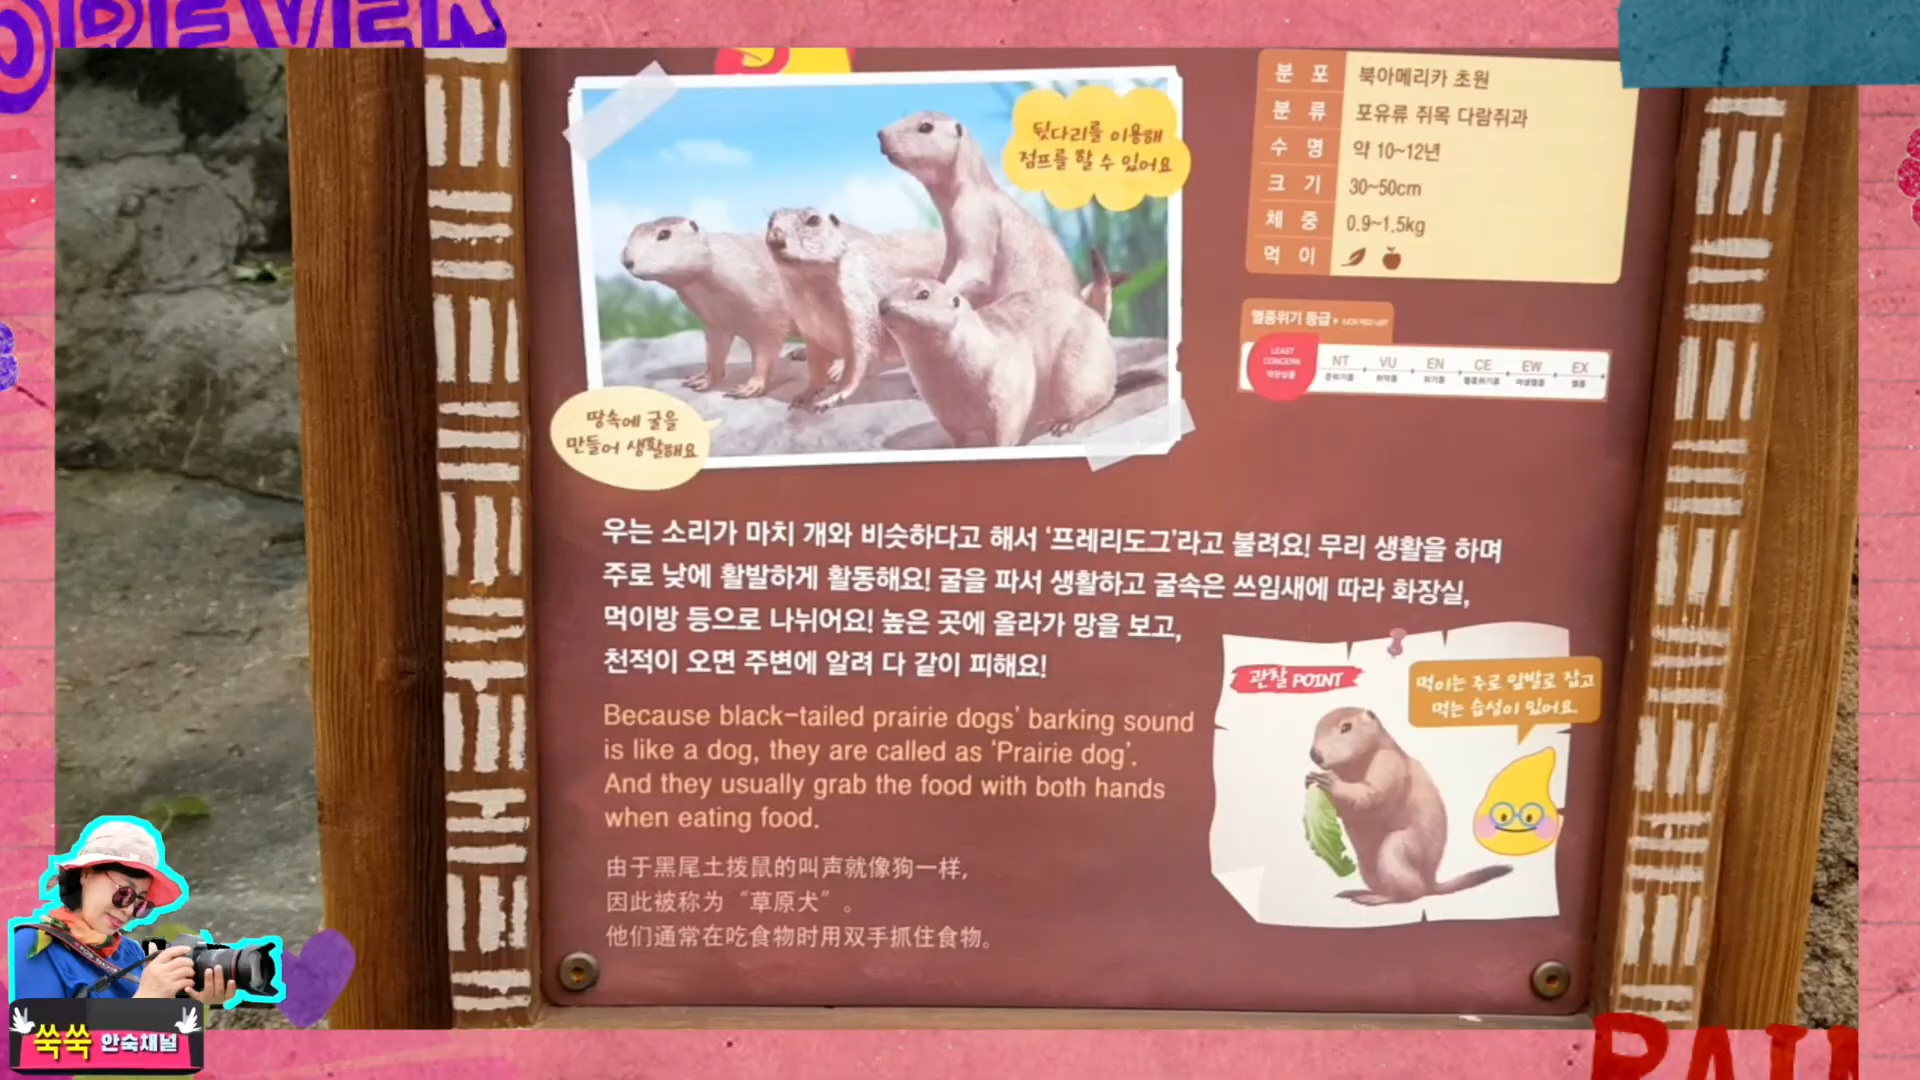 뒷다리를 이용해
점프를 할 수 있어요
땅속에 굴을
만들어 생활해요
분포 북아메리카 초원
분류 포유류 쥐목 다람쥐과
수명 약 10~12년
크기 30~50cm
체중 0.9~1.5kg
먹이
멸종위기 등급 IUCN RED LIST
LEAST CONCERN NT VU EN CE EW EX
우는 소리가 마치 개와 비슷하다고 해서 ‘프레리도그’라고 불려요! 무리 생활을 하며
주로 낮에 활발하게 활동해요! 굴을 파서 생활하고 굴속은 쓰임새에 따라 화장실,
먹이방 등으로 나뉘어요! 높은 곳에 올라가 망을 보고,
천적이 오면 주변에 알려 다 같이 피해요!
Because black-tailed prairie dogs’ barking sound
is like a dog, they are called as ‘Prairie dog’.
And they usually grab the food with both hands
when eating food.
由于黑尾土拨鼠的叫声就像狗一样,
因此被称为“草原犬”。
他们通常在吃食物时用双手抓住食物。
관찰 POINT
먹이는 주로 앞발로 잡고
먹는 습성이 있어요.
쑥쑥 안숙채널